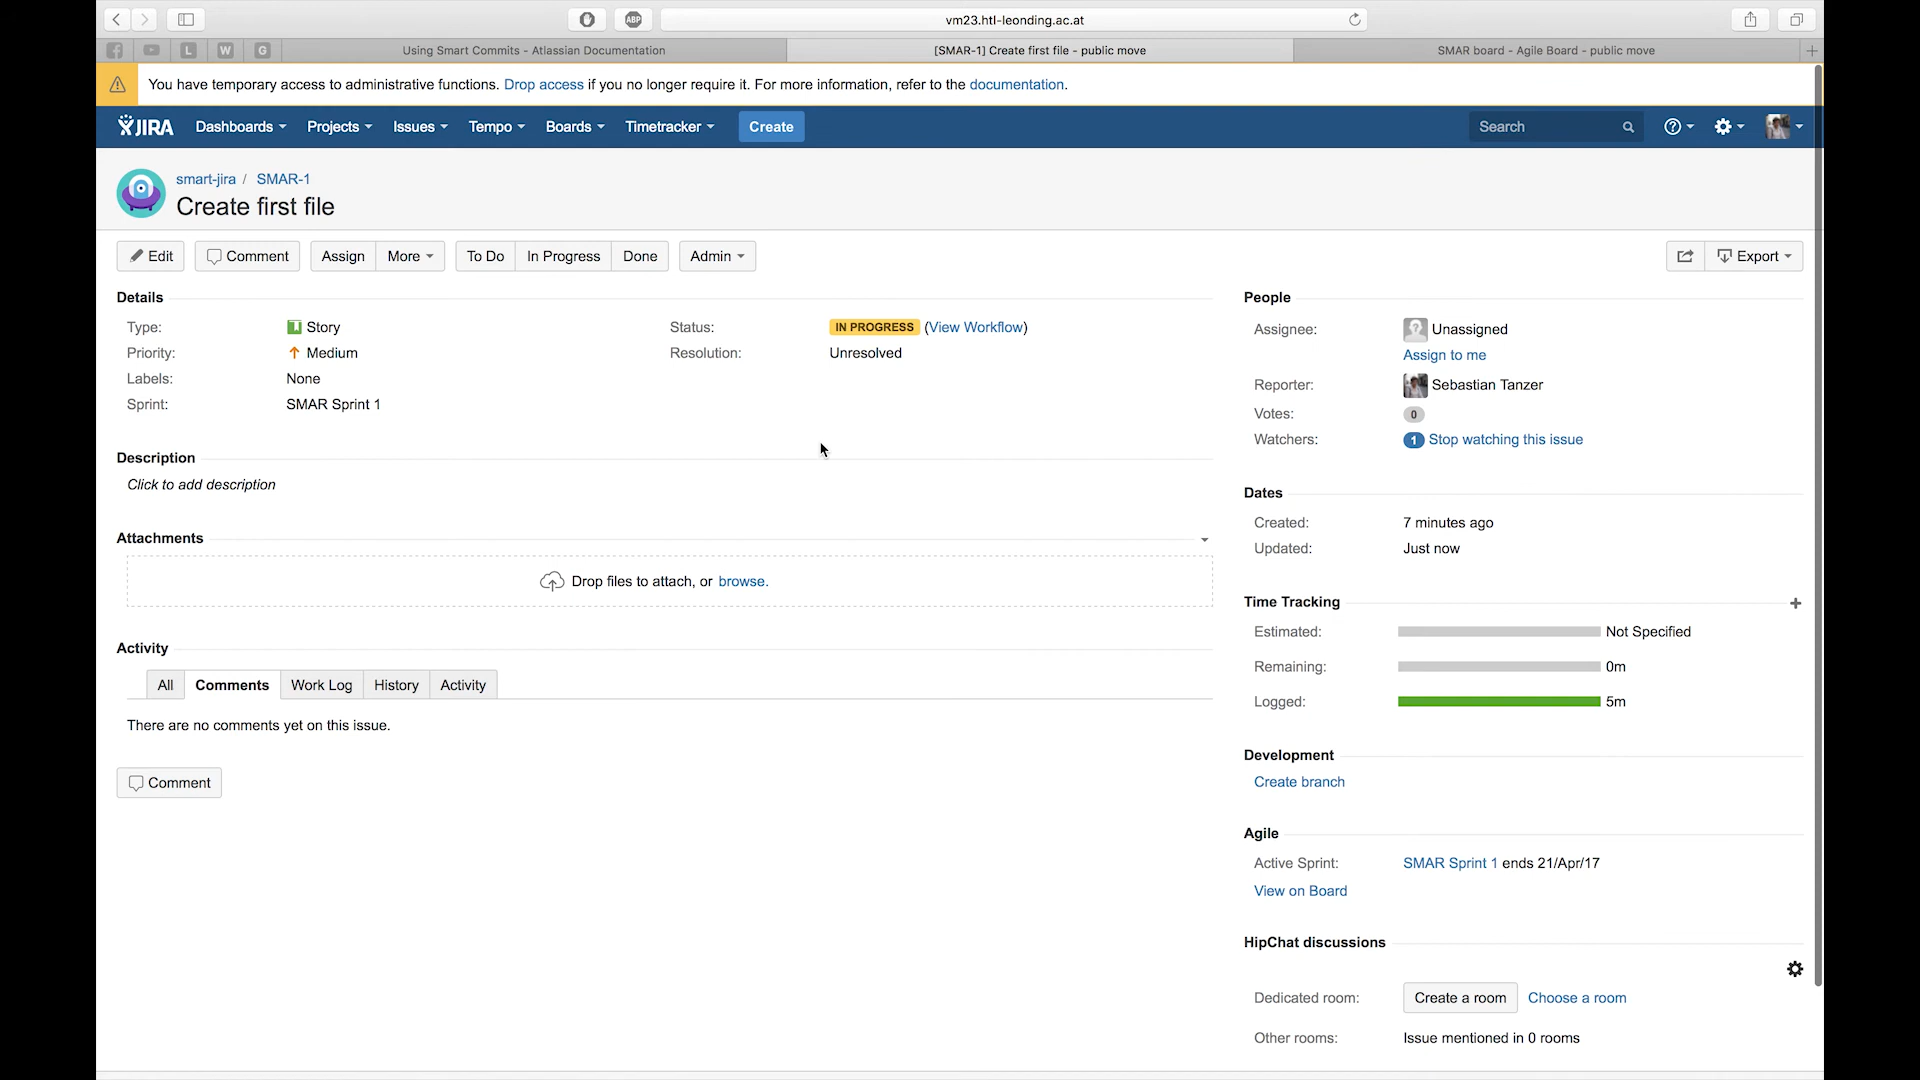 ABP
vm23.htl-leonding.ac.at
L
W
G
Using Smart Commits - Atlassian Documentation
[SMAR-1] Create first file - public move
SMAR board - Agile Board - public move
You have temporary access to administrative functions. Drop access if you no longer require it. For more information, refer to the documentation.
JIRA
Dashboards
Projects
Issues
Tempo
Boards
Timetracker
Create
Search
smart-jira / SMAR-1
Create first file
Edit
Comment
Assign
More
To Do
In Progress
Done
Admin
Export
Details
Type: Story
Status: IN PROGRESS (View Workflow)
Priority: Medium
Resolution: Unresolved
Labels: None
Sprint: SMAR Sprint 1
Description
Click to add description
Attachments
Drop files to attach, or browse.
Activity
All
Comments
Work Log
History
Activity
There are no comments yet on this issue.
Comment
People
Assignee: Unassigned
Assign to me
Reporter: Sebastian Tanzer
Votes: 0
Watchers: 1 Stop watching this issue
Dates
Created: 7 minutes ago
Updated: Just now
Time Tracking
Estimated: Not Specified
Remaining: 0m
Logged: 5m
Development
Create branch
Agile
Active Sprint: SMAR Sprint 1 ends 21/Apr/17
View on Board
HipChat discussions
Dedicated room: Create a room Choose a room
Other rooms: Issue mentioned in 0 rooms